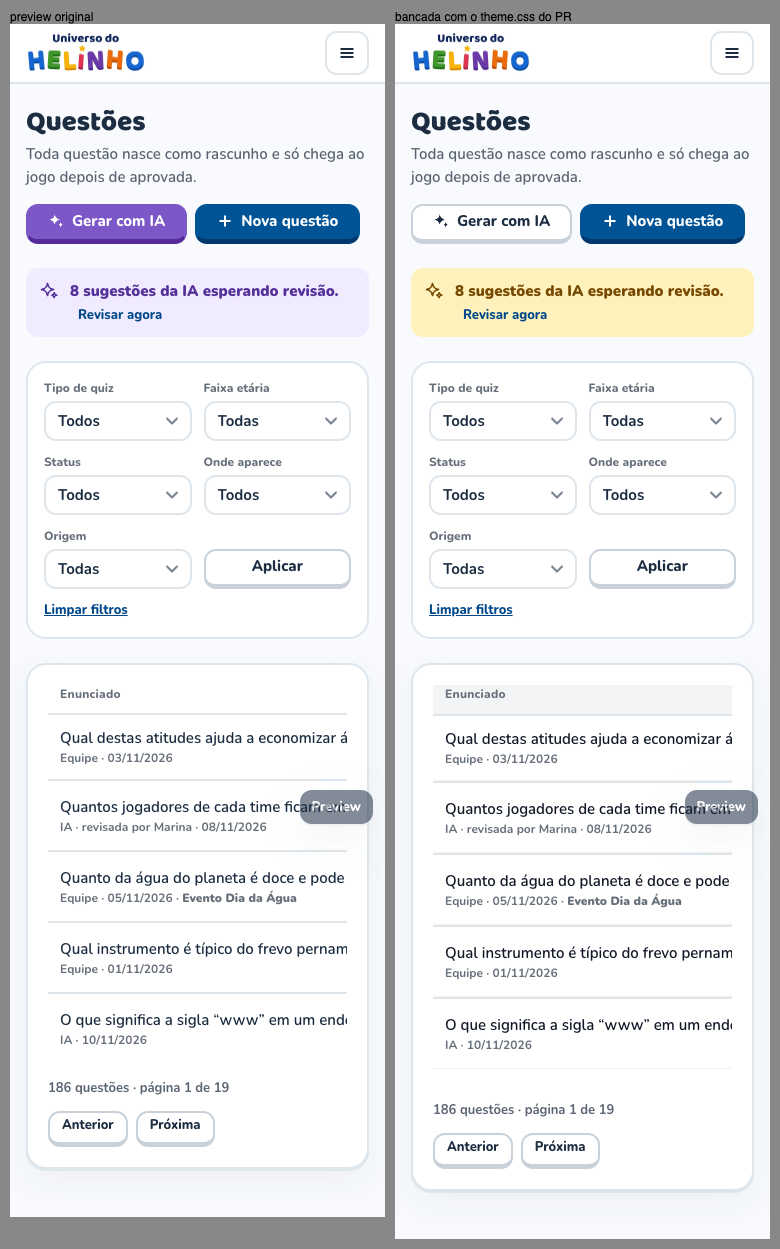 preview original
Universo do
HELINHO
Questões
Toda questão nasce como rascunho e só chega ao
jogo depois de aprovada.
Gerar com IA
Nova questão
8 sugestões da IA esperando revisão.
Revisar agora
Tipo de quiz
Faixa etária
Todos
Todas
Status
Onde aparece
Todos
Todos
Origem
Todas
Aplicar
Limpar filtros
Enunciado
Qual destas atitudes ajuda a economizar á
Equipe · 03/11/2026
Quantos jogadores de cada time ficam
Preview
IA · revisada por Marina · 08/11/2026
Quanto da água do planeta é doce e pode
Equipe · 05/11/2026 · Evento Dia da Água
Qual instrumento é típico do frevo pernam
Equipe · 01/11/2026
O que significa a sigla “www” em um ende
IA · 10/11/2026
186 questões · página 1 de 19
Anterior
Próxima
bancada com o theme.css do PR
Universo do
HELINHO
Questões
Toda questão nasce como rascunho e só chega ao
jogo depois de aprovada.
Gerar com IA
Nova questão
8 sugestões da IA esperando revisão.
Revisar agora
Tipo de quiz
Faixa etária
Todos
Todas
Status
Onde aparece
Todos
Todos
Origem
Todas
Aplicar
Limpar filtros
Enunciado
Qual destas atitudes ajuda a economizar á
Equipe · 03/11/2026
Quantos jogadores de cada time ficam em
Preview
IA · revisada por Marina · 08/11/2026
Quanto da água do planeta é doce e pode
Equipe · 05/11/2026 · Evento Dia da Água
Qual instrumento é típico do frevo pernam
Equipe · 01/11/2026
O que significa a sigla “www” em um ende
IA · 10/11/2026
186 questões · página 1 de 19
Anterior
Próxima